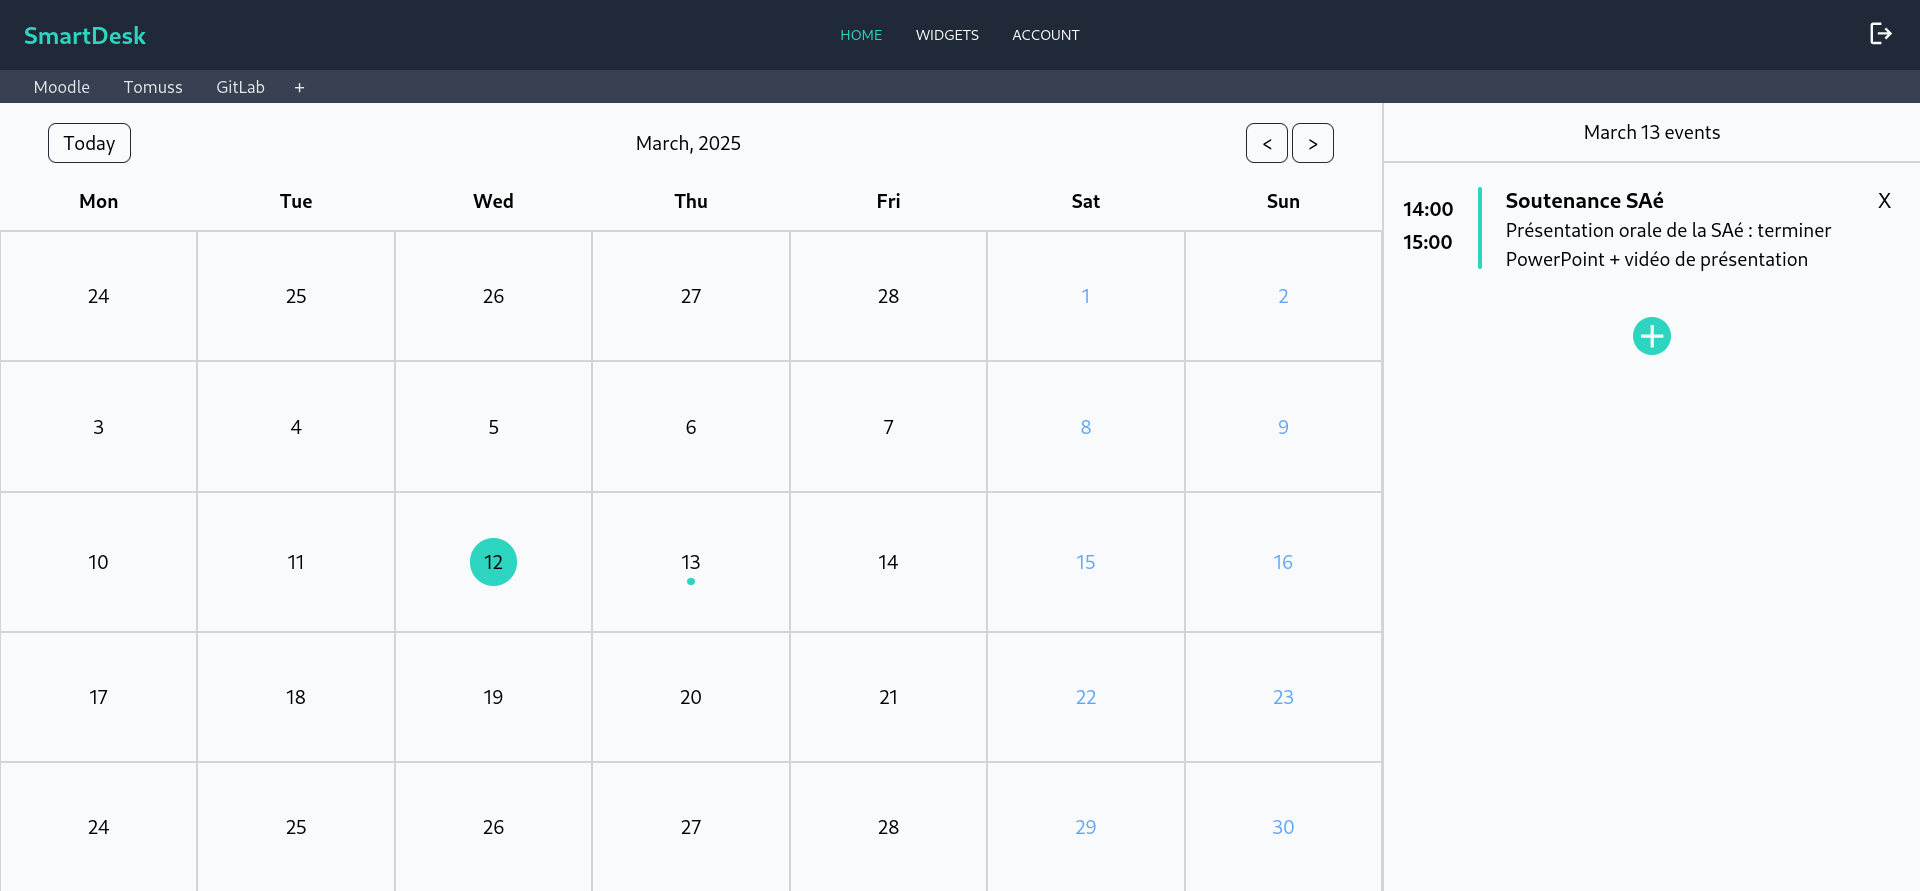 SmartDesk
HOME WIDGETS ACCOUNT
Moodle Tomuss GitLab +
Today March, 2025 < >
Mon Tue Wed Thu Fri Sat Sun
24 25 26 27 28 1 2
3 4 5 6 7 8 9
10 11 12 13 14 15 16
17 18 19 20 21 22 23
24 25 26 27 28 29 30
March 13 events
14:00
15:00
Soutenance SAé X
Présentation orale de la SAé : terminer
PowerPoint + vidéo de présentation